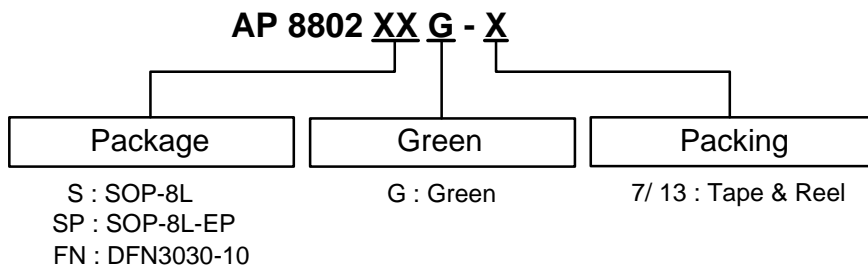 AP 8802 XX G - X
Package
Green
Packing
S : SOP-8L
G : Green
7/ 13 : Tape & Reel
SP : SOP-8L-EP
FN : DFN3030-10